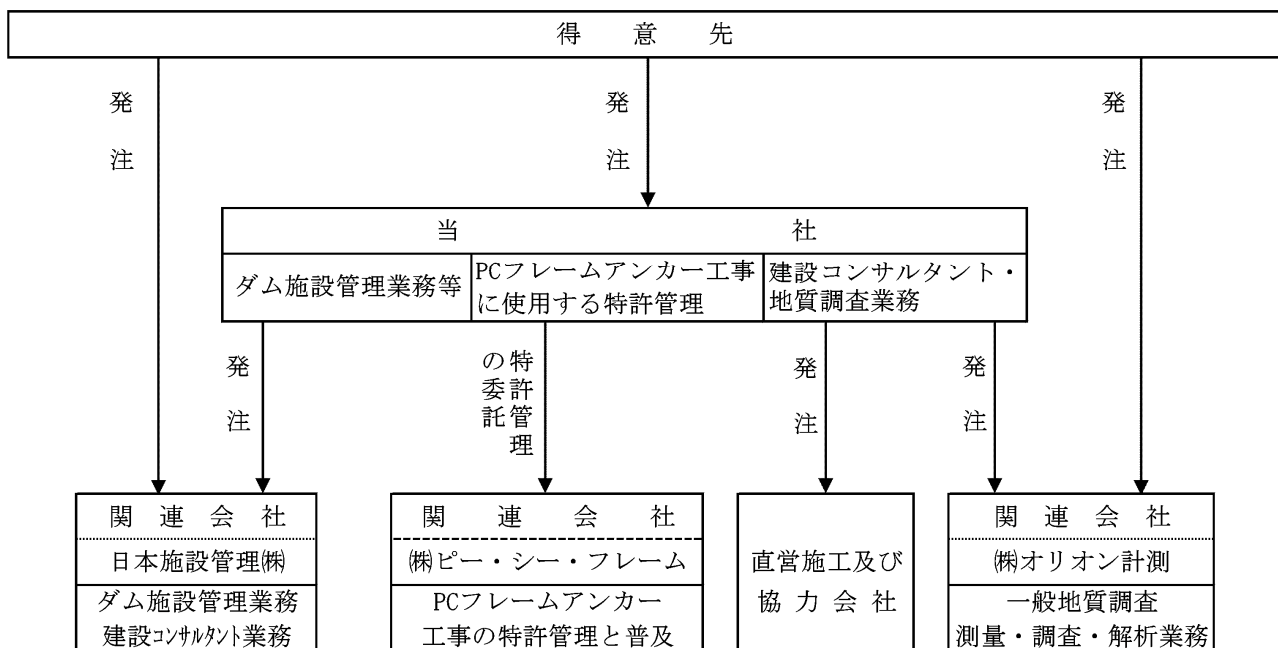 得意先
発注
発注
発注
当社
ダム施設管理業務等
PCフレームアンカー工事
に使用する特許管理
建設コンサルタント・
地質調査業務
発注
特許管理
の委託
発注
発注
関連会社
日本施設管理㈱
ダム施設管理業務
建設ｺﾝｻﾙﾀﾝﾄ業務
関連会社
㈱ピー・シー・フレーム
PCフレームアンカー
工事の特許管理と普及
直営施工及び
協力会社
関連会社
㈱オリオン計測
一般地質調査
測量・調査・解析業務